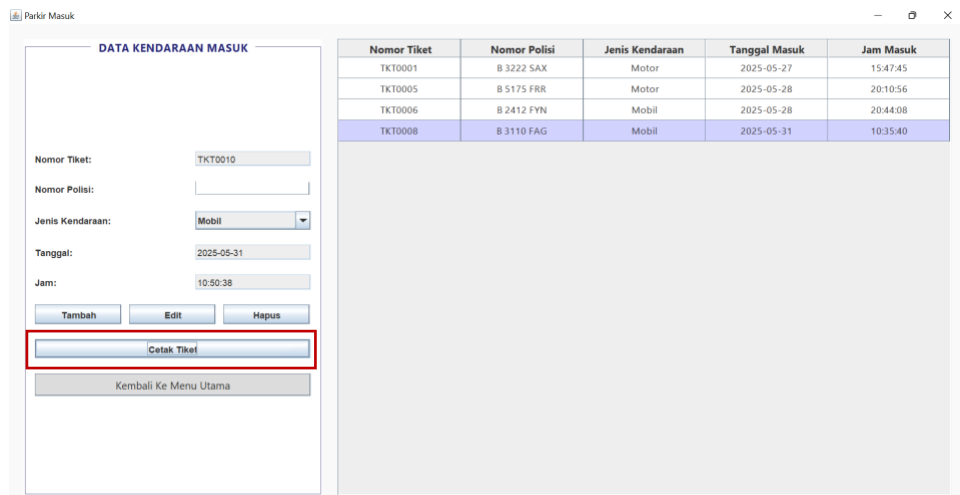 Parkir Masuk
DATA KENDARAAN MASUK
Nomor Tiket:
TKT0010
Nomor Polisi:
Jenis Kendaraan:
Mobil
Tanggal:
2025-05-31
Jam:
10:50:38
Tambah Edit Hapus
Cetak Tiket
Kembali Ke Menu Utama
Nomor Tiket Nomor Polisi Jenis Kendaraan Tanggal Masuk Jam Masuk
TKT0001 B 3222 SAX Motor 2025-05-27 15:47:45
TKT0005 B 5175 FRR Motor 2025-05-28 20:10:56
TKT0006 B 2412 FYN Mobil 2025-05-28 20:44:08
TKT0008 B 3110 FAG Mobil 2025-05-31 10:35:40